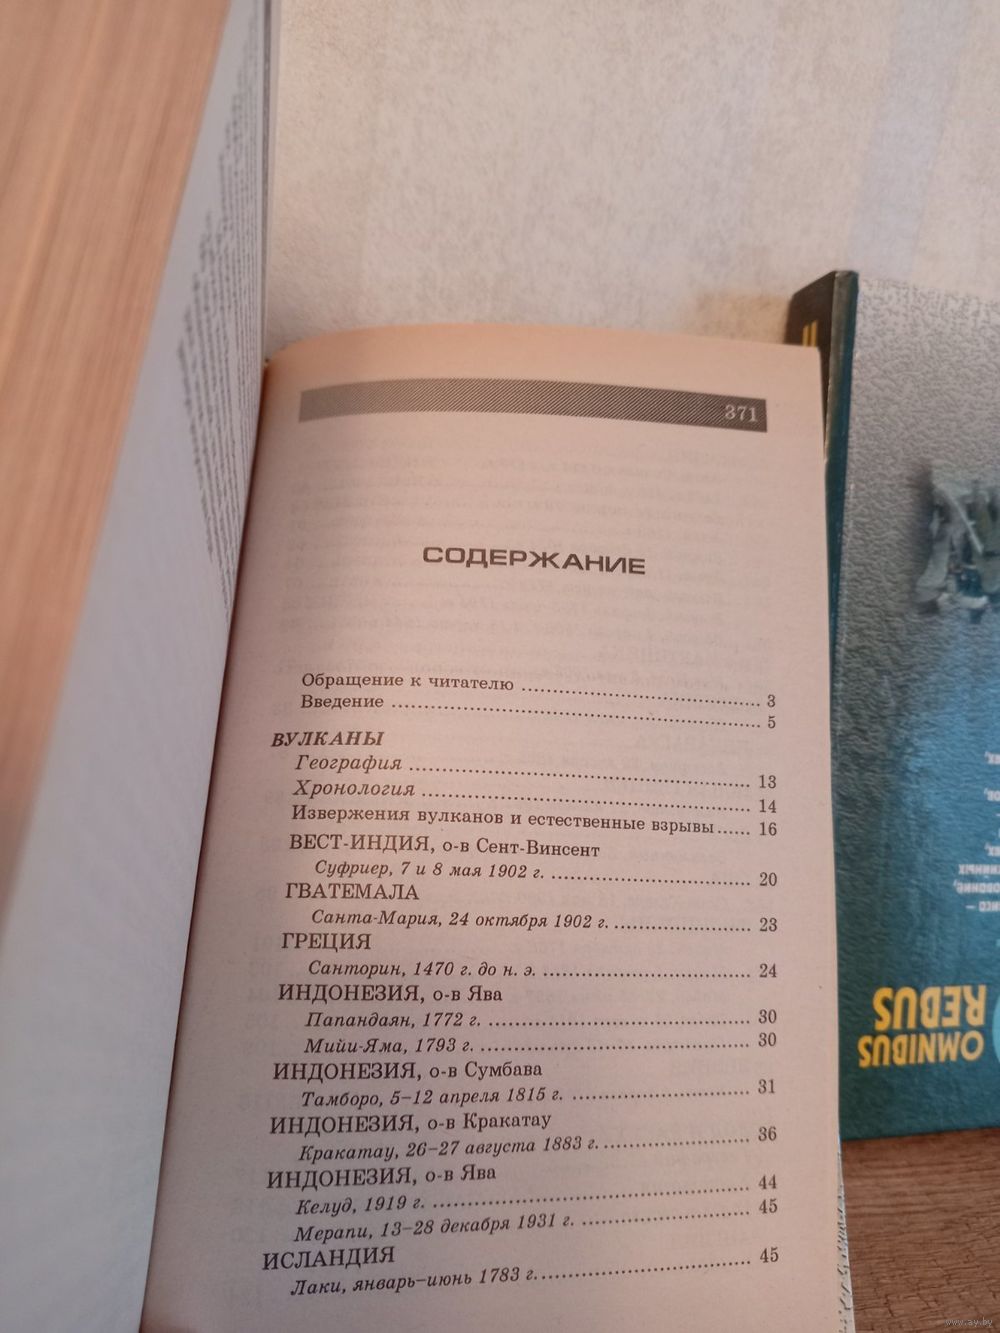 371
СОДЕРЖАНИЕ
Обращение к читателю ........ 3
Введение ........ 5
ВУЛКАНЫ
География ........ 13
Хронология ........ 14
Извержения вулканов и естественные взрывы ...... 16
ВЕСТ-ИНДИЯ, о-в Сент-Винсент
Суфриер, 7 и 8 мая 1902 г. ........ 20
ГВАТЕМАЛА
Санта-Мария, 24 октября 1902 г. ........ 23
ГРЕЦИЯ
Санторин, 1470 г. до н. э. ........ 24
ИНДОНЕЗИЯ, о-в Ява
Папандаян, 1772 г. ........ 30
Мийи-Яма, 1793 г. ........ 30
ИНДОНЕЗИЯ, о-в Сумбава
Тамборо, 5–12 апреля 1815 г. ........ 31
ИНДОНЕЗИЯ, о-в Кракатау
Кракатау, 26–27 августа 1883 г. ........ 36
ИНДОНЕЗИЯ, о-в Ява
Келуд, 1919 г. ........ 44
Мерапи, 13–28 декабря 1931 г. ........ 45
ИСЛАНДИЯ
Лаки, январь–июнь 1783 г. ........ 45
OMNIBUS
REBUS
www.ay.by